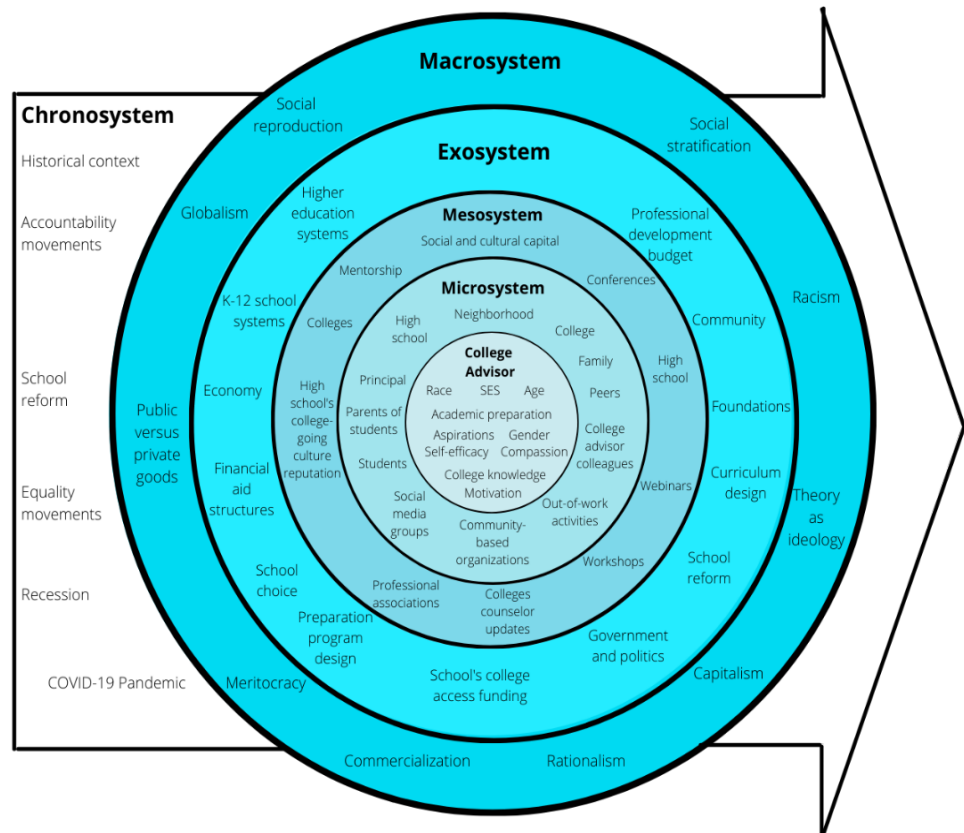 Macrosystem
Social
reproduction
Social
stratification
Globalism
Racism
Public
versus
private
goods
Theory
as
ideology
Meritocracy
Capitalism
Commercialization
Rationalism
Chronosystem
Historical context
Accountability
movements
School
reform
Equality
movements
Recession
COVID-19 Pandemic
Exosystem
Higher
education
systems
Professional
development
budget
K-12 school
systems
Community
Economy
Foundations
Financial
aid
structures
Curriculum
design
School
choice
School
reform
Preparation
program
design
Government
and politics
School's college
access funding
Mesosystem
Social and cultural capital
Mentorship
Conferences
Colleges
High
school
High
school's
college-
going
culture
reputation
Webinars
Workshops
Professional
associations
Colleges
counselor
updates
Microsystem
Neighborhood
High
school
College
Family
Principal
Peers
Parents of
students
College
advisor
colleagues
Students
Social
media
groups
Out-of-work
activities
Community-
based
organizations
College
Advisor
Race SES Age
Academic preparation
Aspirations Gender
Self-efficacy Compassion
College knowledge
Motivation